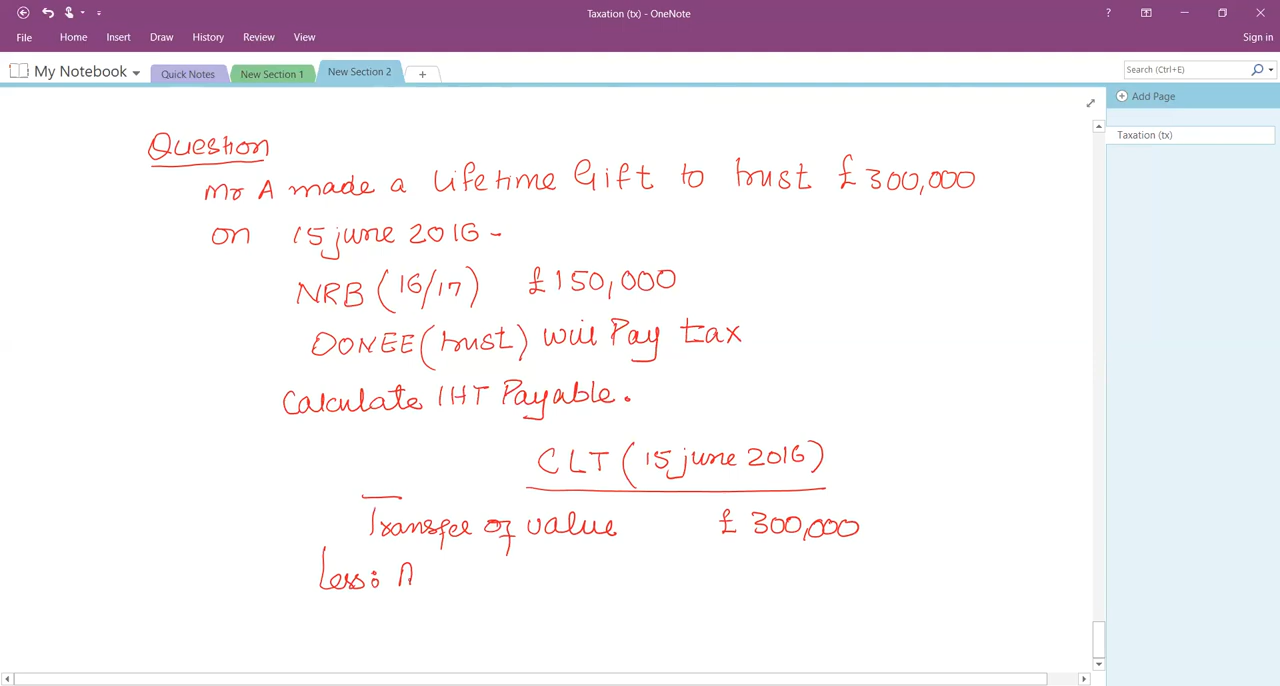 Taxation (tx) - OneNote
File Home Insert Draw History Review View Sign in
My Notebook Quick Notes New Section 1 New Section 2 + Search (Ctrl+E)
Add Page
Taxation (tx)
Question
Mr A made a Lifetime Gift to trust £300,000
on 15 june 2016 -
NRB (16/17) £150,000
DONEE (trust) will Pay tax
Calculate IHT Payable.
CLT (15 june 2016)
Transfer of value £ 300,000
Less: A